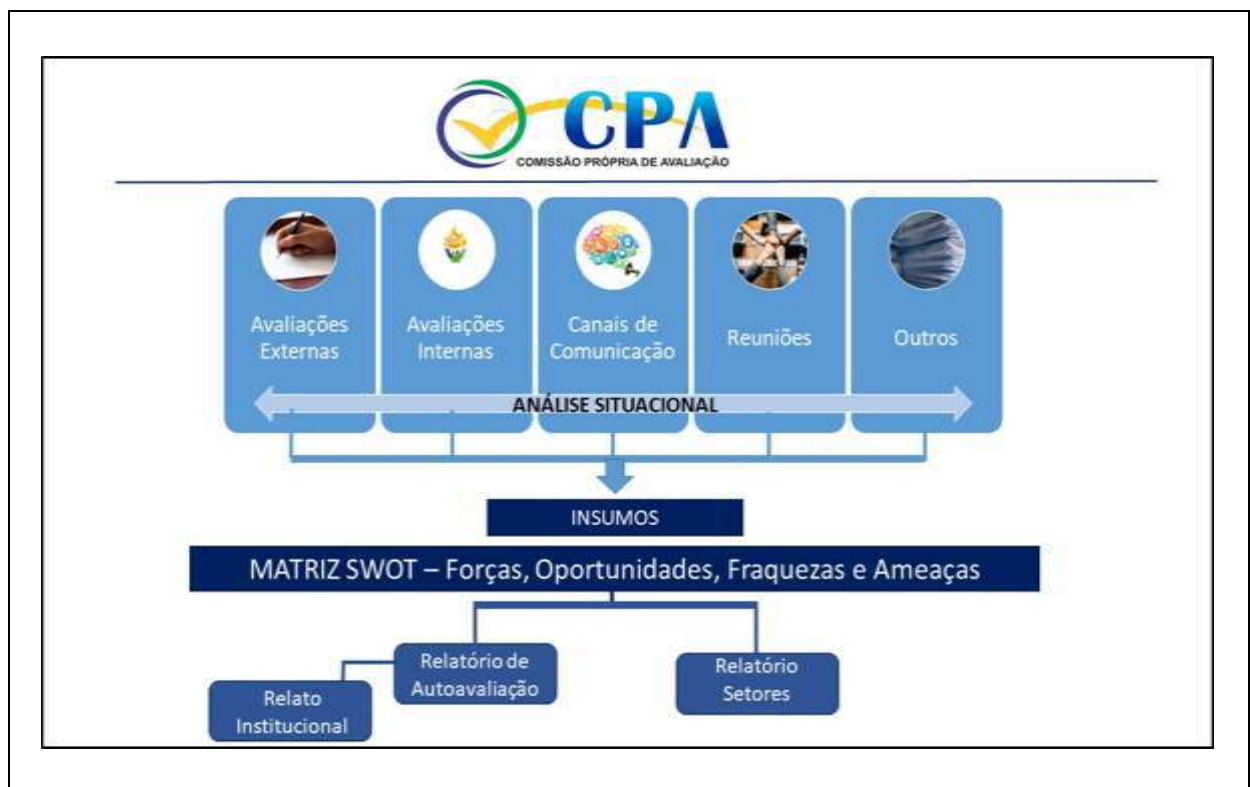 CPA
COMISSÃO PRÓPRIA DE AVALIAÇÃO
Avaliações
Externas
Avaliações
Internas
Canais de
Comunicação
Reuniões
Outros
ANÁLISE SITUACIONAL
INSUMOS
MATRIZ SWOT – Forças, Oportunidades, Fraquezas e Ameaças
Relatório de
Autoavaliação
Relatório
Setores
Relato
Institucional